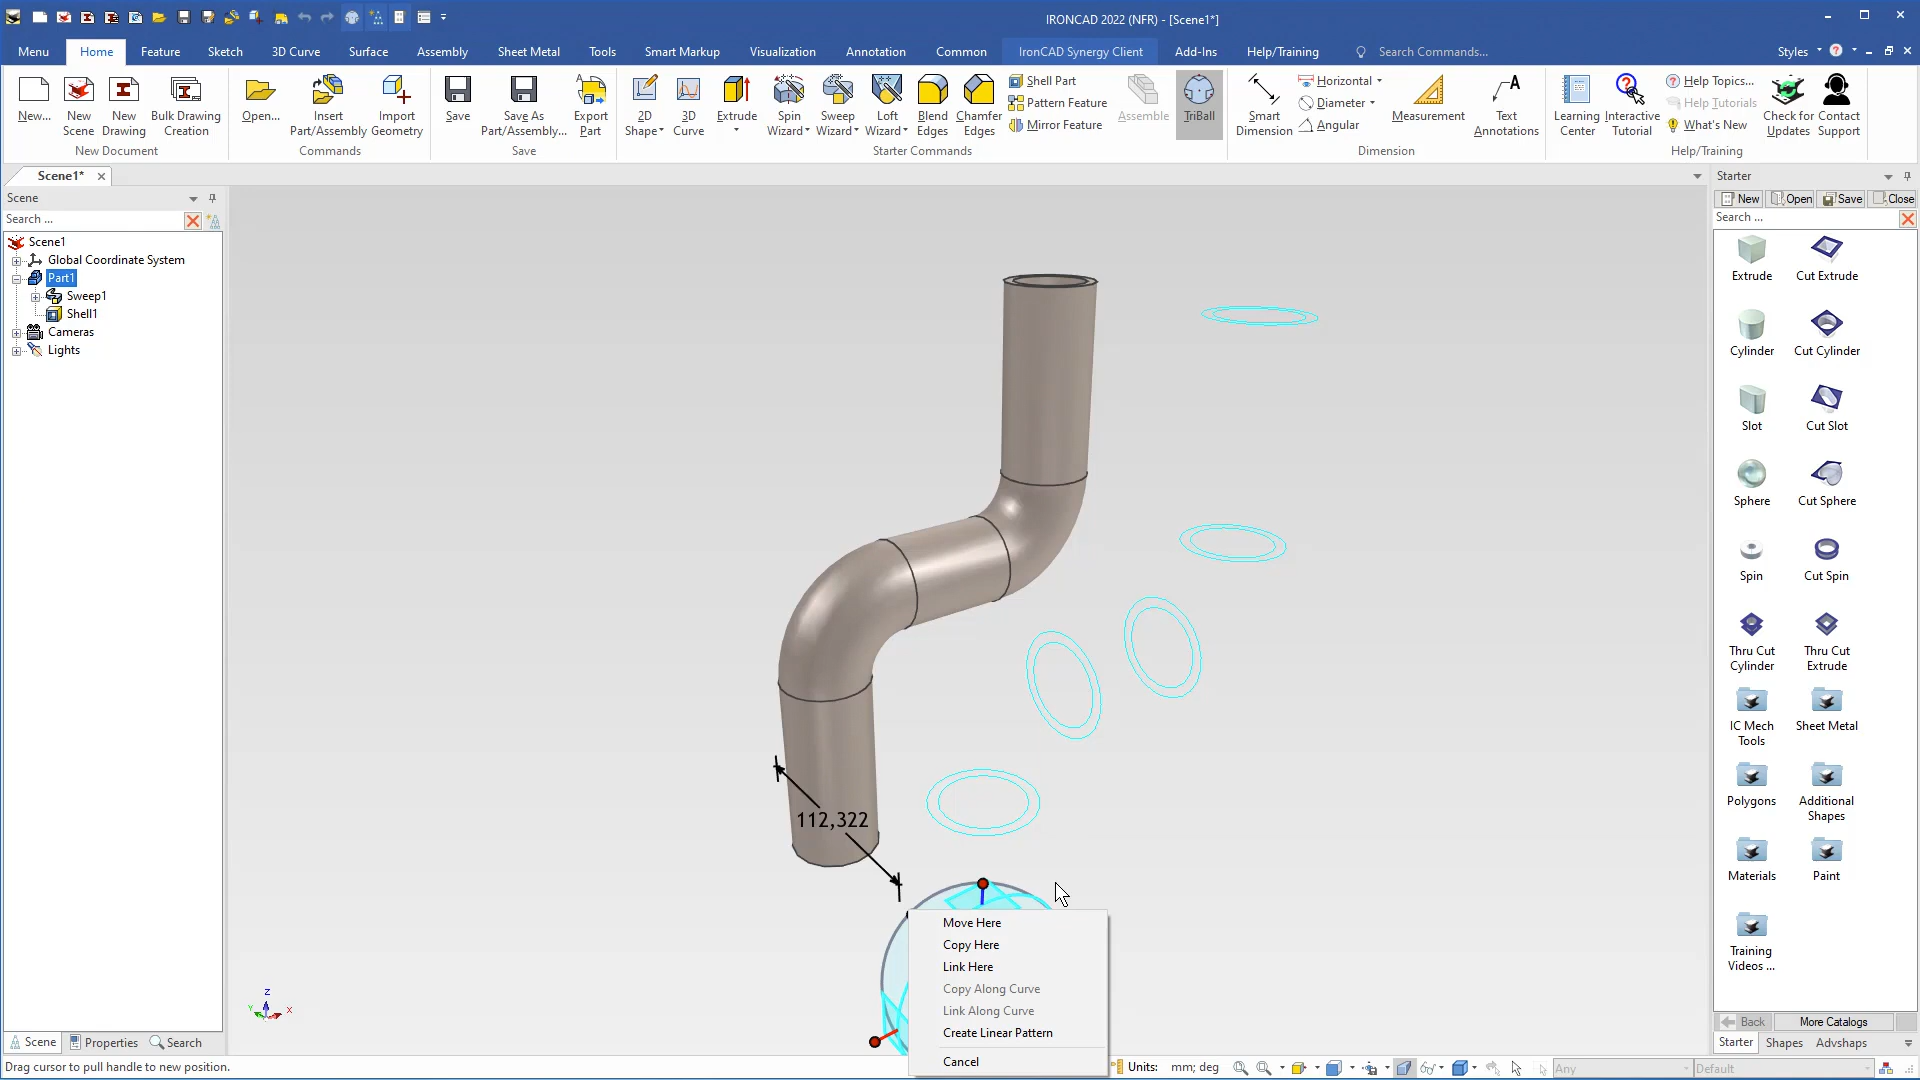 IRONCAD 2022 (NFR) - [Scene1*]
Menu
Home
Feature
Sketch
3D Curve
Surface
Assembly
Sheet Metal
Tools
Smart Markup
Visualization
Annotation
Common
IronCAD Synergy Client
Add-Ins
Help/Training
Search Commands...
Styles
New...
New Scene
New Drawing
Bulk Drawing Creation
New Document
Open...
Insert Part/Assembly
Import Geometry
Commands
Save
Save As Part/Assembly...
Export Part
Save
2D Shape
3D Curve
Extrude
Spin Wizard
Sweep Wizard
Loft Wizard
Blend Edges
Chamfer Edges
Shell Part
Pattern Feature
Mirror Feature
Assemble
TriBall
Starter Commands
Smart Dimension
Horizontal
Diameter
Angular
Measurement
Text Annotations
Dimension
Learning Center
Interactive Tutorial
Help Topics...
Help Tutorials
What's New
Check for Updates
Contact Support
Help/Training
Scene1*
Scene
Search ...
Scene1
Global Coordinate System
Part1
Sweep1
Shell1
Cameras
Lights
112,322
Z
Y
X
Move Here
Copy Here
Link Here
Copy Along Curve
Link Along Curve
Create Linear Pattern
Cancel
Starter
New
Open
Save
Close
Search ...
Extrude
Cut Extrude
Cylinder
Cut Cylinder
Slot
Cut Slot
Sphere
Cut Sphere
Spin
Cut Spin
Thru Cut Cylinder
Thru Cut Extrude
IC Mech Tools
Sheet Metal
Polygons
Additional Shapes
Materials
Paint
Training Videos ...
Back
More Catalogs
Starter
Shapes
Advshaps
Scene
Properties
Search
Drag cursor to pull handle to new position.
Units: mm; deg
Any
Default